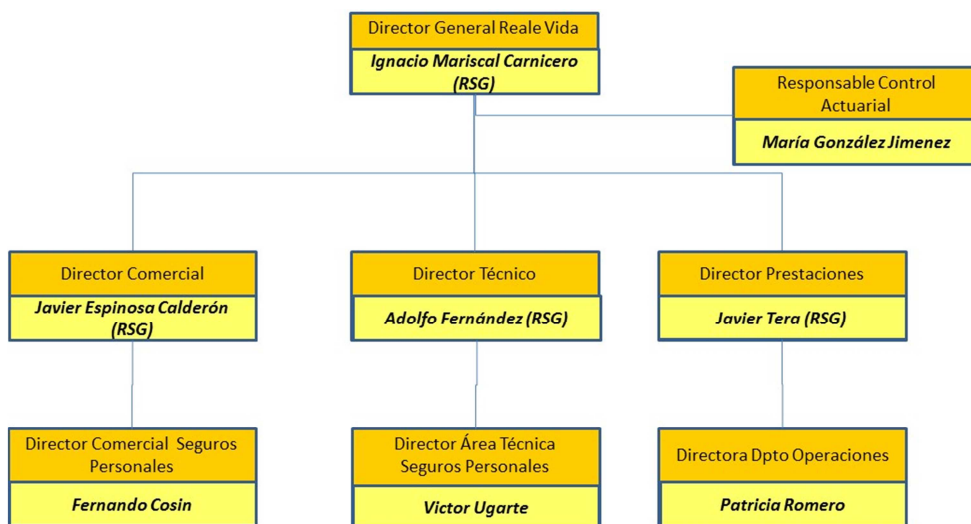 Director General Reale Vida
Ignacio Mariscal Carnicero
(RSG)
Responsable Control
Actuarial
María González Jimenez
Director Comercial
Javier Espinosa Calderón
(RSG)
Director Técnico
Adolfo Fernández (RSG)
Director Prestaciones
Javier Tera (RSG)
Director Comercial Seguros
Personales
Fernando Cosin
Director Área Técnica
Seguros Personales
Victor Ugarte
Directora Dpto Operaciones
Patricia Romero